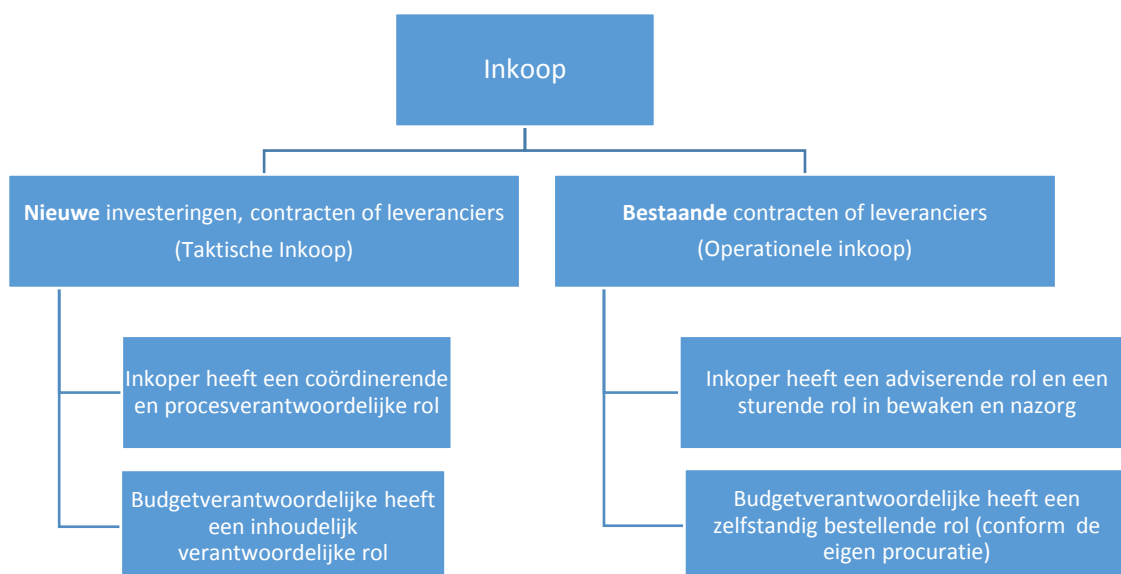 Inkoop
Nieuwe investeringen, contracten of leveranciers
(Taktische Inkoop)
Inkoper heeft een coördinerende
en procesverantwoordelijke rol
Budgetverantwoordelijke heeft
een inhoudelijk
verantwoordelijke rol
Bestaande contracten of leveranciers
(Operationele inkoop)
Inkoper heeft een adviserende rol en een
sturende rol in bewaken en nazorg
Budgetverantwoordelijke heeft een
zelfstandig bestellende rol (conform de
eigen procuratie)